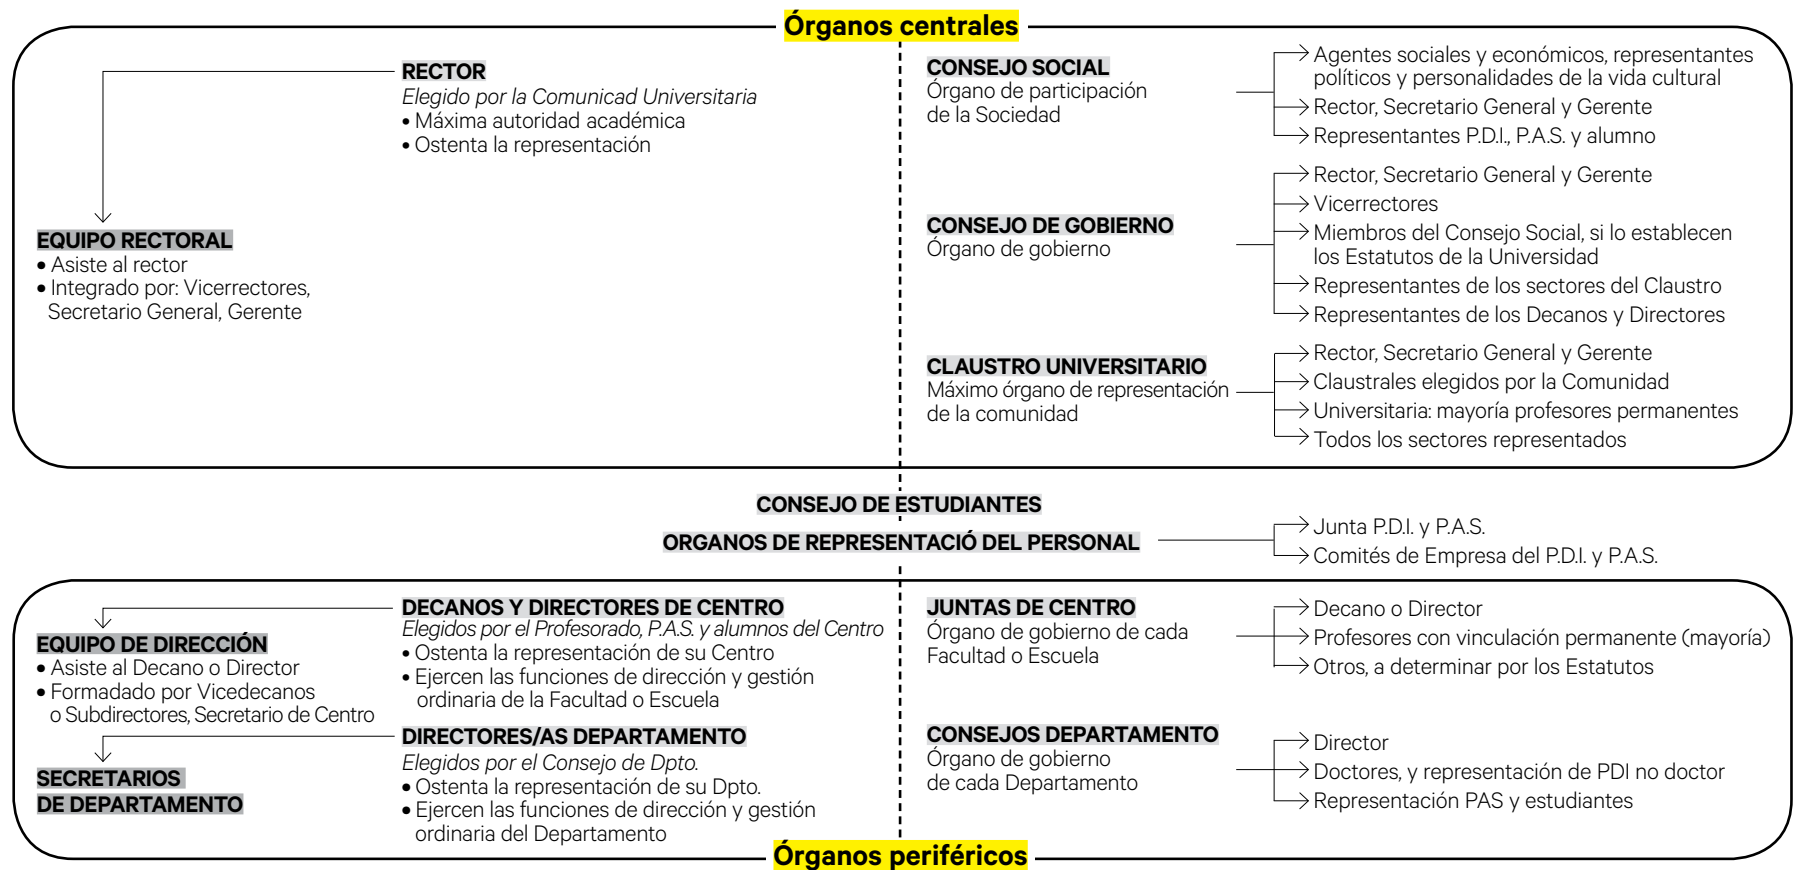 Órganos centrales
RECTOR
Elegido por la Comunicad Universitaria
• Máxima autoridad académica
• Ostenta la representación
EQUIPO RECTORAL
• Asiste al rector
• Integrado por: Vicerrectores,
Secretario General, Gerente
CONSEJO SOCIAL
Órgano de participación
de la Sociedad
Agentes sociales y económicos, representantes
políticos y personalidades de la vida cultural
Rector, Secretario General y Gerente
Representantes P.D.I., P.A.S. y alumno
CONSEJO DE GOBIERNO
Órgano de gobierno
Rector, Secretario General y Gerente
Vicerrectores
Miembros del Consejo Social, si lo establecen
los Estatutos de la Universidad
Representantes de los sectores del Claustro
Representantes de los Decanos y Directores
CLAUSTRO UNIVERSITARIO
Máximo órgano de representación
de la comunidad
Rector, Secretario General y Gerente
Claustrales elegidos por la Comunidad
Universitaria: mayoría profesores permanentes
Todos los sectores representados
CONSEJO DE ESTUDIANTES
ORGANOS DE REPRESENTACIÓ DEL PERSONAL
Junta P.D.I. y P.A.S.
Comités de Empresa del P.D.I. y P.A.S.
DECANOS Y DIRECTORES DE CENTRO
Elegidos por el Profesorado, P.A.S. y alumnos del Centro
• Ostenta la representación de su Centro
• Ejercen las funciones de dirección y gestión
ordinaria de la Facultad o Escuela
EQUIPO DE DIRECCIÓN
• Asiste al Decano o Director
• Formadado por Vicedecanos
o Subdirectores, Secretario de Centro
DIRECTORES/AS DEPARTAMENTO
Elegidos por el Consejo de Dpto.
• Ostenta la representación de su Dpto.
• Ejercen las funciones de dirección y gestión
ordinaria del Departamento
SECRETARIOS
DE DEPARTAMENTO
JUNTAS DE CENTRO
Órgano de gobierno de cada
Facultad o Escuela
Decano o Director
Profesores con vinculación permanente (mayoría)
Otros, a determinar por los Estatutos
CONSEJOS DEPARTAMENTO
Órgano de gobierno
de cada Departamento
Director
Doctores, y representación de PDI no doctor
Representación PAS y estudiantes
Órganos periféricos